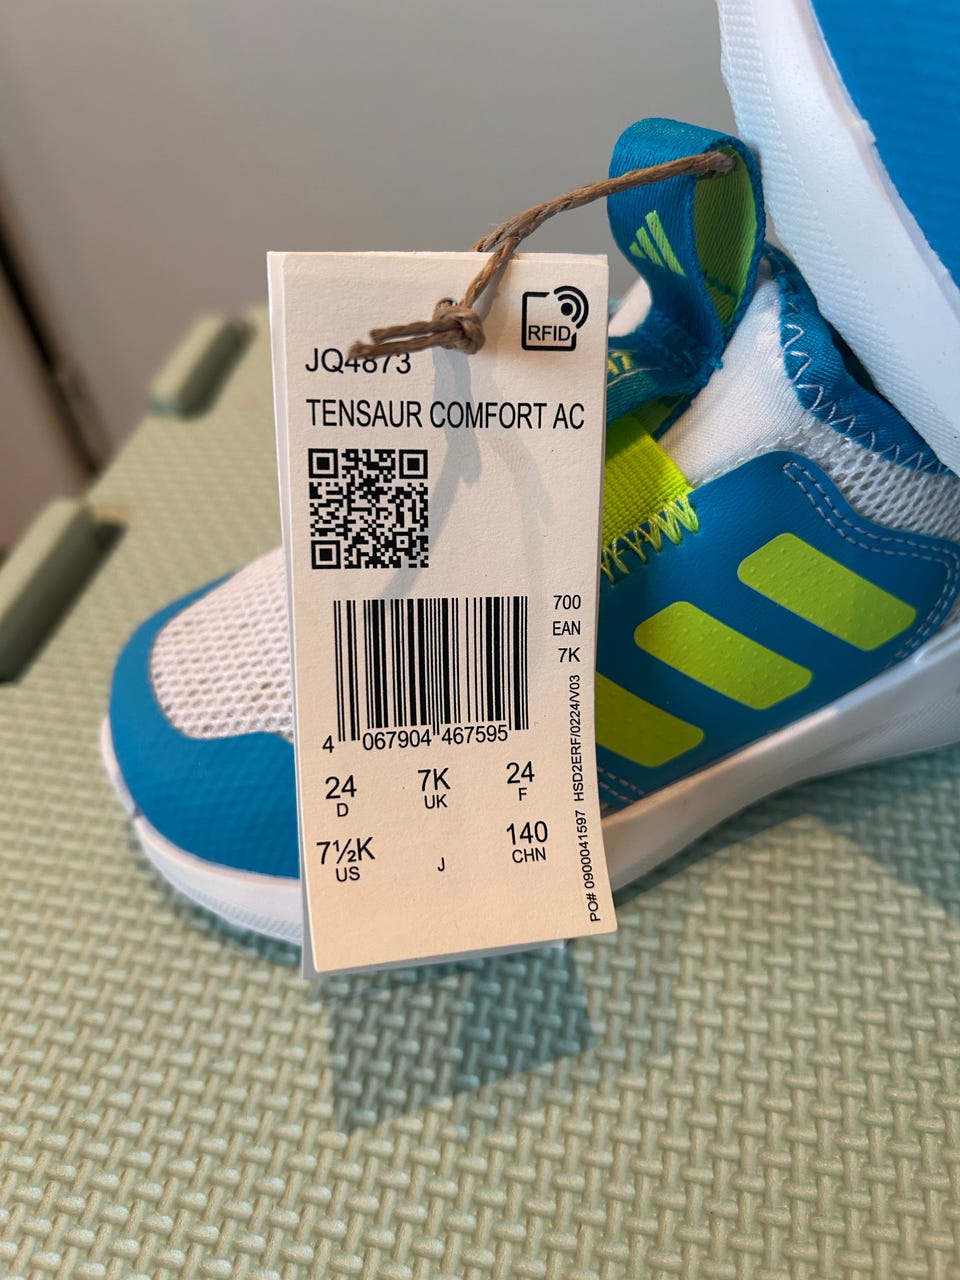 RFID
JQ4873
TENSAUR COMFORT AC
700
EAN
7K
4 067904 467595
24 7K 24
D UK F
7½K J 140
US CHN
PO# 0900041597 HSD2ERF/0224/V03